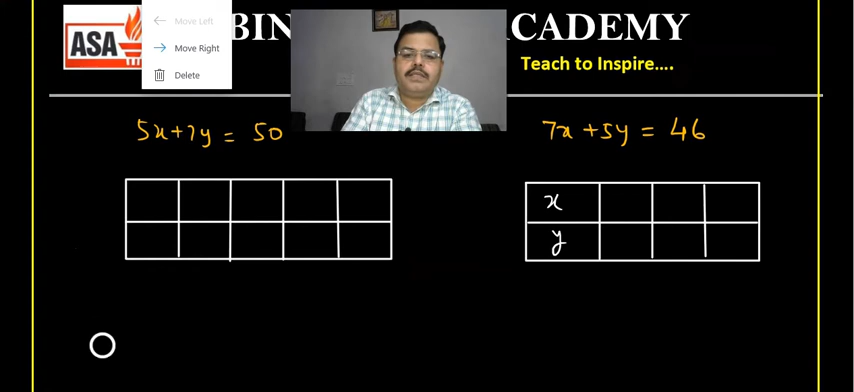 ASA
Move Left
Move Right
Delete
BIN
CADEMY
Teach to Inspire....
5x+7y = 50
7x + 5y = 46
x
y